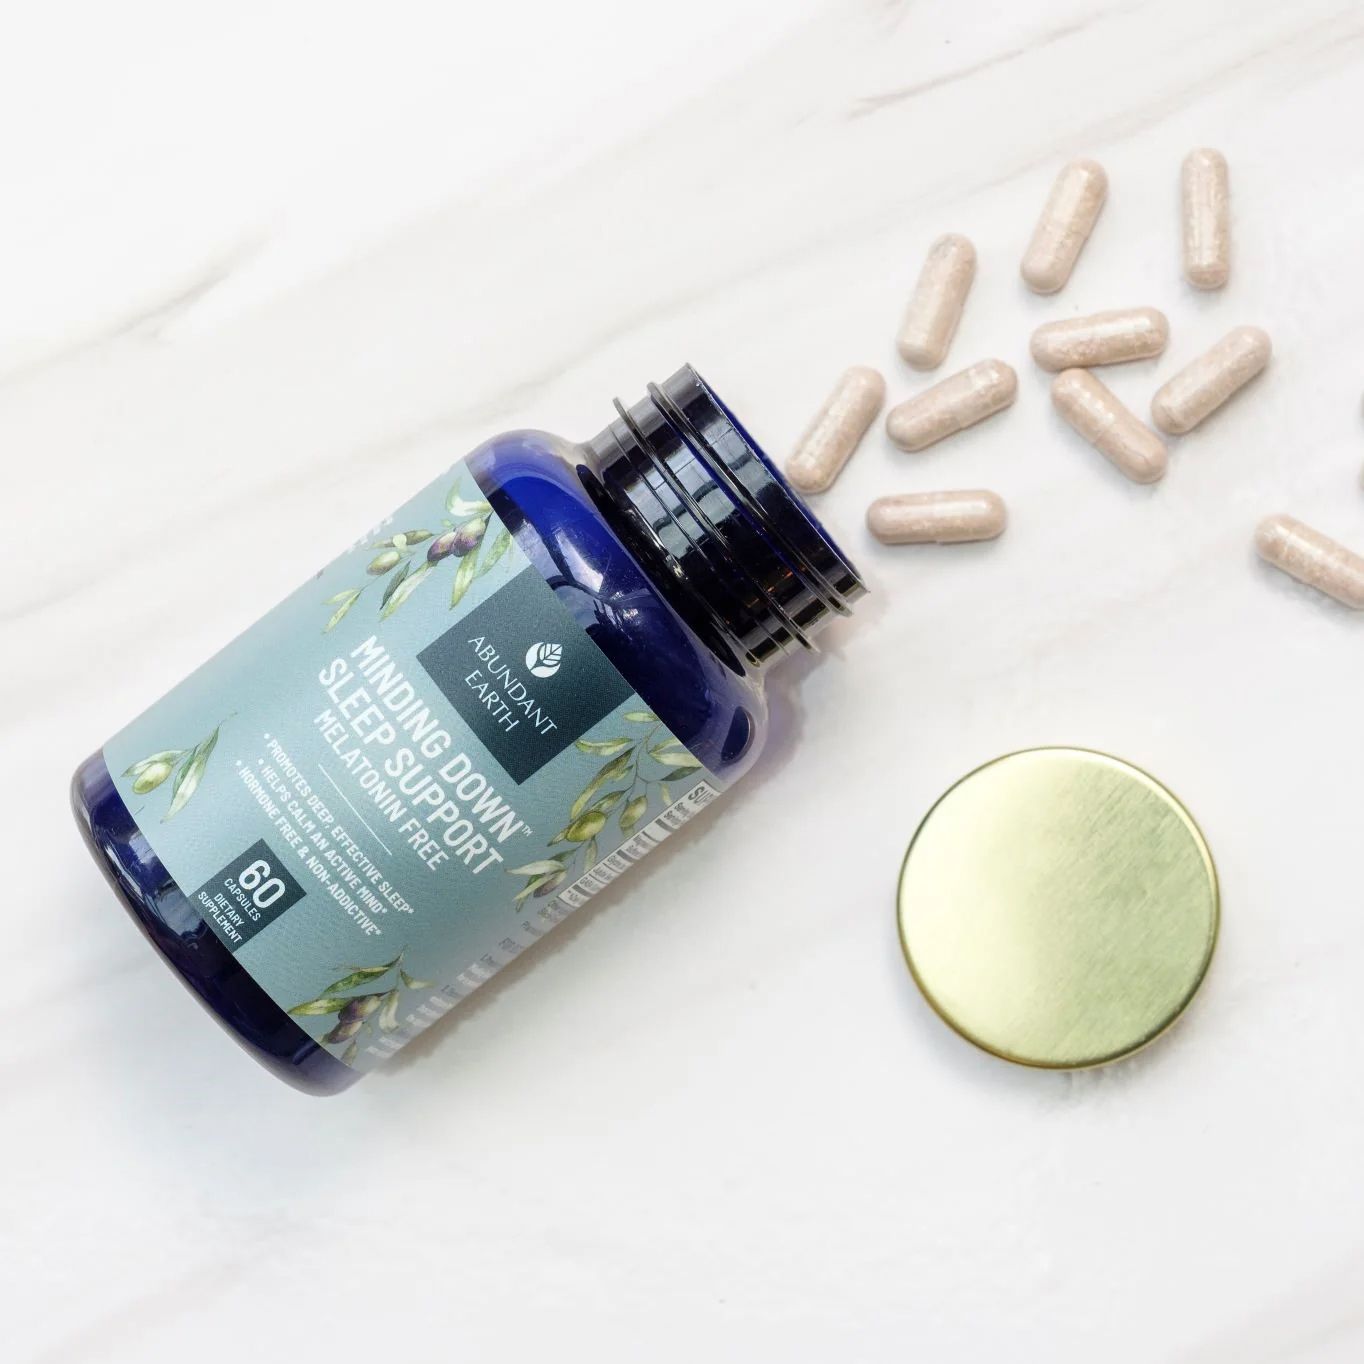 ABUNDANT
EARTH
MINDING DOWN™
SLEEP SUPPORT
MELATONIN FREE
• PROMOTES DEEP, EFFECTIVE SLEEP*
• HELPS CALM AN ACTIVE MIND*
• HORMONE FREE & NON-ADDICTIVE*
60
CAPSULES
DIETARY
SUPPLEMENT